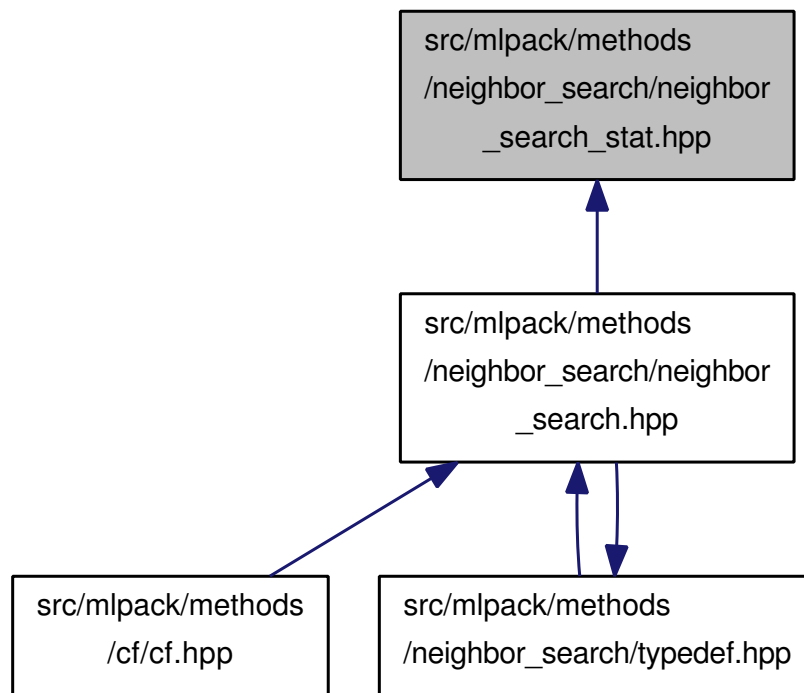 src/mlpack/methods
/neighbor_search/neighbor
_search_stat.hpp
src/mlpack/methods
/neighbor_search/neighbor
_search.hpp
src/mlpack/methods
/cf/cf.hpp
src/mlpack/methods
/neighbor_search/typedef.hpp